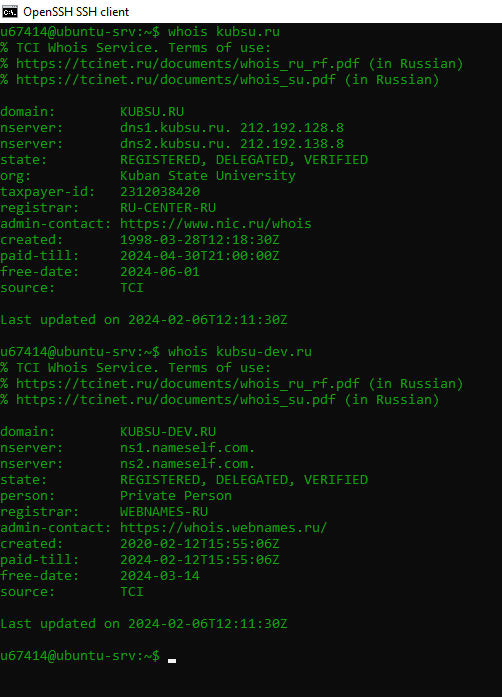 OpenSSH SSH client
u67414@ubuntu-srv:~$ whois kubsu.ru
% TCI Whois Service. Terms of use:
% https://tcinet.ru/documents/whois_ru_rf.pdf (in Russian)
% https://tcinet.ru/documents/whois_su.pdf (in Russian)

domain:        KUBSU.RU
nserver:       dns1.kubsu.ru. 212.192.128.8
nserver:       dns2.kubsu.ru. 212.192.138.8
state:         REGISTERED, DELEGATED, VERIFIED
org:           Kuban State University
taxpayer-id:   2312038420
registrar:     RU-CENTER-RU
admin-contact: https://www.nic.ru/whois
created:       1998-03-28T12:18:30Z
paid-till:     2024-04-30T21:00:00Z
free-date:     2024-06-01
source:        TCI

Last updated on 2024-02-06T12:11:30Z

u67414@ubuntu-srv:~$ whois kubsu-dev.ru
% TCI Whois Service. Terms of use:
% https://tcinet.ru/documents/whois_ru_rf.pdf (in Russian)
% https://tcinet.ru/documents/whois_su.pdf (in Russian)

domain:        KUBSU-DEV.RU
nserver:       ns1.nameself.com.
nserver:       ns2.nameself.com.
state:         REGISTERED, DELEGATED, VERIFIED
person:        Private Person
registrar:     WEBNAMES-RU
admin-contact: https://whois.webnames.ru/
created:       2020-02-12T15:55:06Z
paid-till:     2024-02-12T15:55:06Z
free-date:     2024-03-14
source:        TCI

Last updated on 2024-02-06T12:11:30Z

u67414@ubuntu-srv:~$